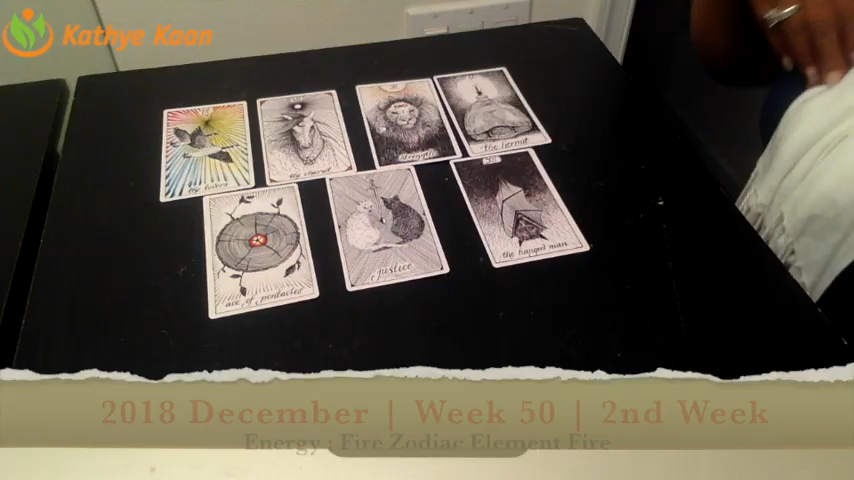 Kathye Kaan
the lovers
the chariot
strength
the hermit
ace of pentacles
justice
the hanged man
2018 December | Week 50 | 2nd Week
Energy : Fire Zodiac Element Fire